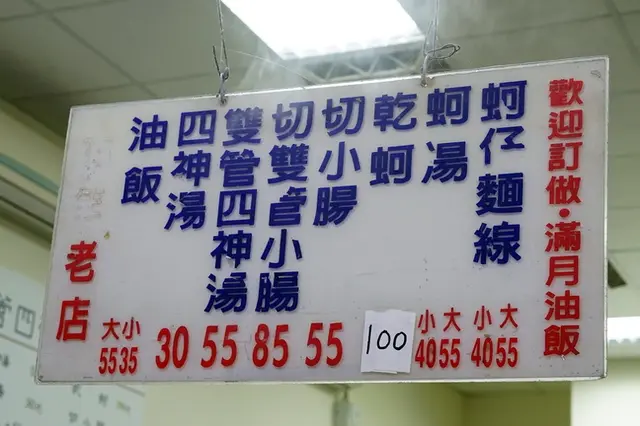 歡迎訂做·滿月油飯
蚵仔麵線
小 大
40 55
蚵湯
小 大
40 55
乾蚵
100
切小腸
55
切雙管小腸
85
雙管四神湯
55
四神湯
30
油飯
大 小
55 35
老店